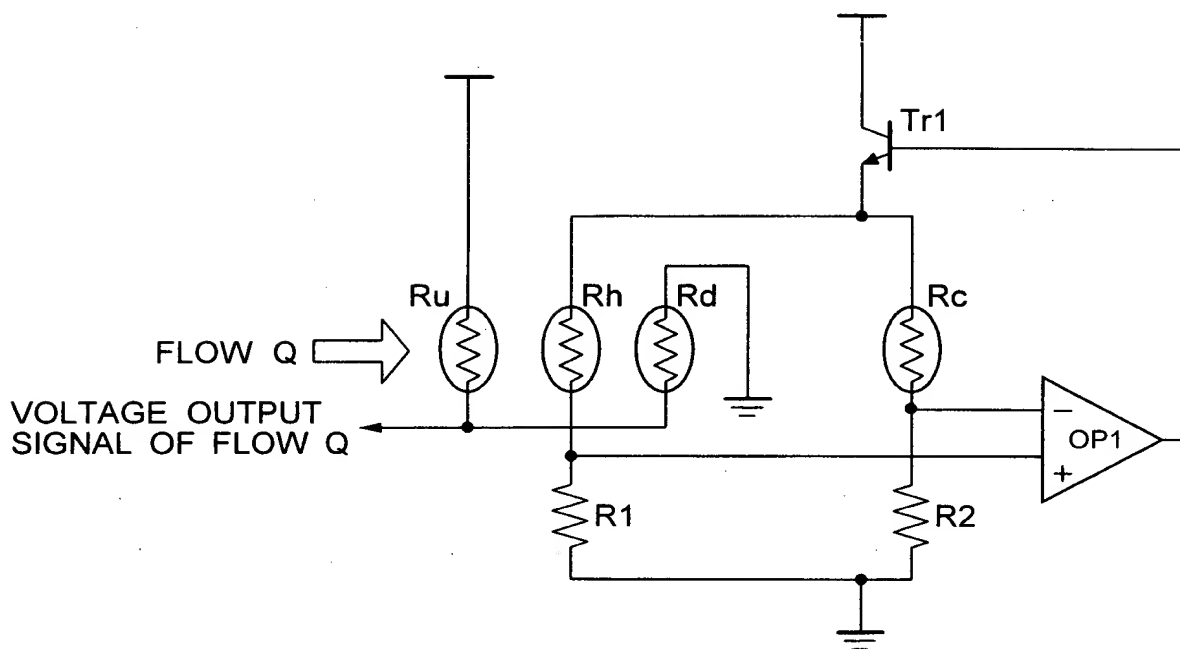 Tr1
Ru
Rh
Rd
Rc
FLOW Q
VOLTAGE OUTPUT
SIGNAL OF FLOW Q
−
OP1
+
R1
R2